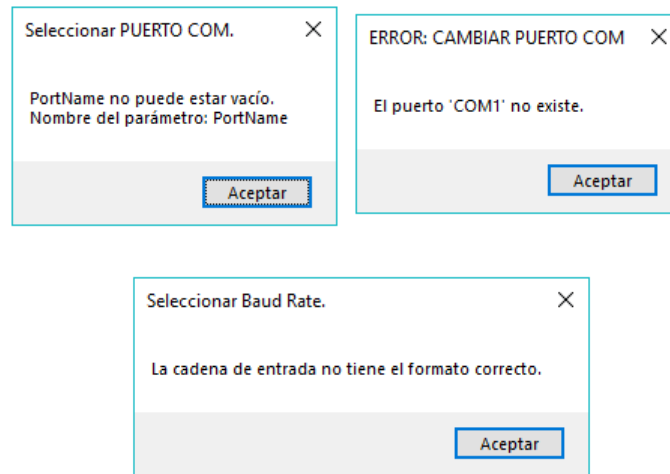 Seleccionar PUERTO COM.
PortName no puede estar vacío.
Nombre del parámetro: PortName
Aceptar
ERROR: CAMBIAR PUERTO COM
El puerto 'COM1' no existe.
Aceptar
Seleccionar Baud Rate.
La cadena de entrada no tiene el formato correcto.
Aceptar